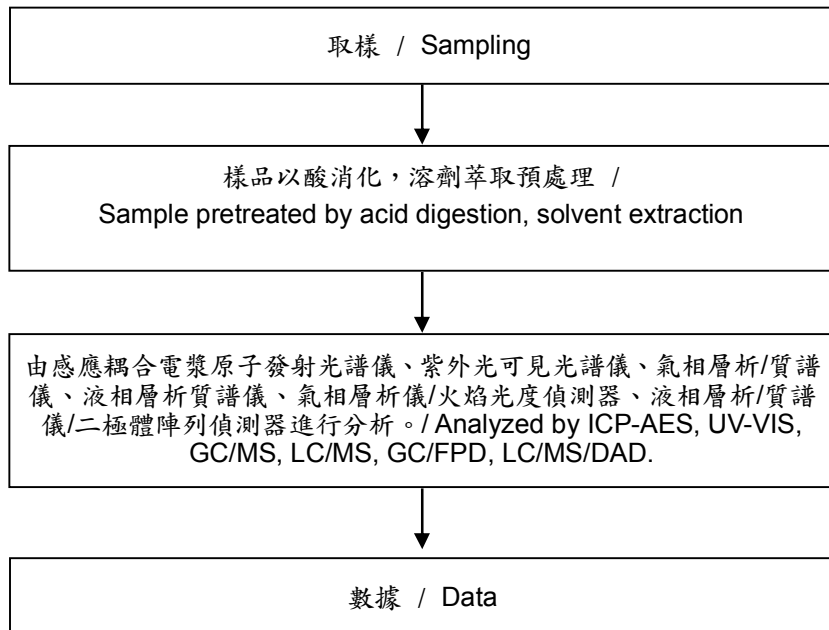 取樣 / Sampling
樣品以酸消化，溶劑萃取預處理 /
Sample pretreated by acid digestion, solvent extraction
由感應耦合電漿原子發射光譜儀、紫外光可見光譜儀、氣相層析/質譜
儀、液相層析質譜儀、氣相層析儀/火焰光度偵測器、液相層析/質譜
儀/二極體陣列偵測器進行分析。/ Analyzed by ICP-AES, UV-VIS,
GC/MS, LC/MS, GC/FPD, LC/MS/DAD.
數據 / Data